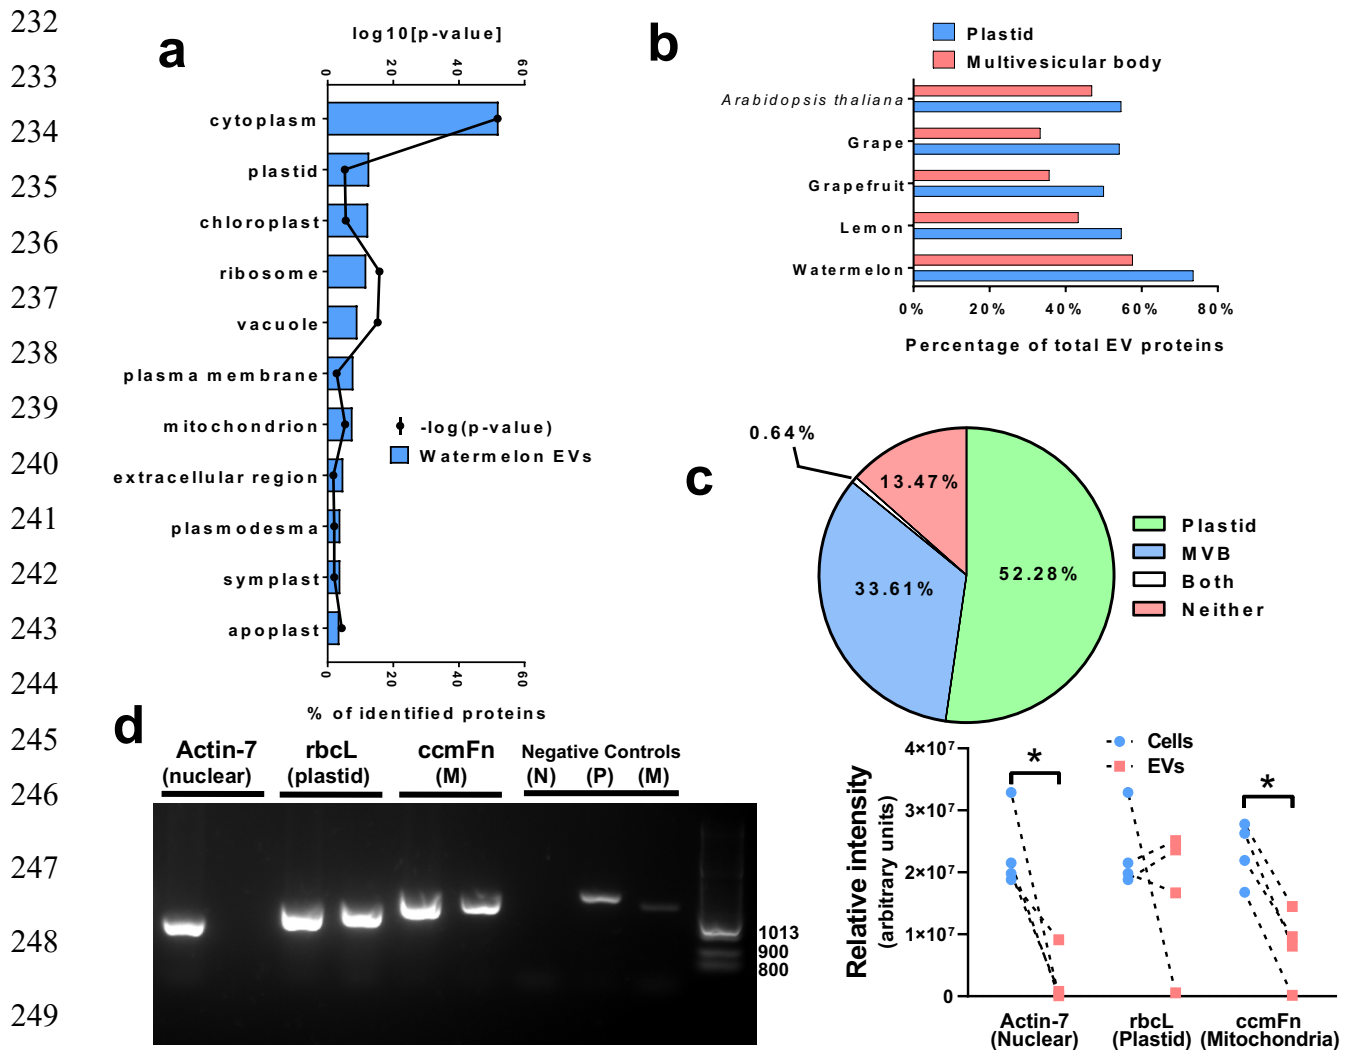 232
233
234
235
236
237
238
239
240
241
242
243
244
245
246
247
248
249
a
log10[p-value]
0 20 40 60
cytoplasm
plastid
chloroplast
ribosome
vacuole
plasma membrane
mitochondrion
extracellular region
plasmodesma
symplast
apoplast
-log(p-value)
Watermelon EVs
0 20 40 60
% of identified proteins
b
Plastid
Multivesicular body
Arabidopsis thaliana
Grape
Grapefruit
Lemon
Watermelon
0% 20% 40% 60% 80%
Percentage of total EV proteins
c
0.64%
13.47%
33.61%
52.28%
Plastid
MVB
Both
Neither
d
Actin-7 rbcL ccmFn Negative Controls
(nuclear) (plastid) (M) (N) (P) (M)
1013
900
800
Cells
EVs
Relative intensity
(arbitrary units)
4×10⁷
3×10⁷
2×10⁷
1×10⁷
0
* *
Actin-7 rbcL ccmFn
(Nuclear) (Plastid) (Mitochondria)